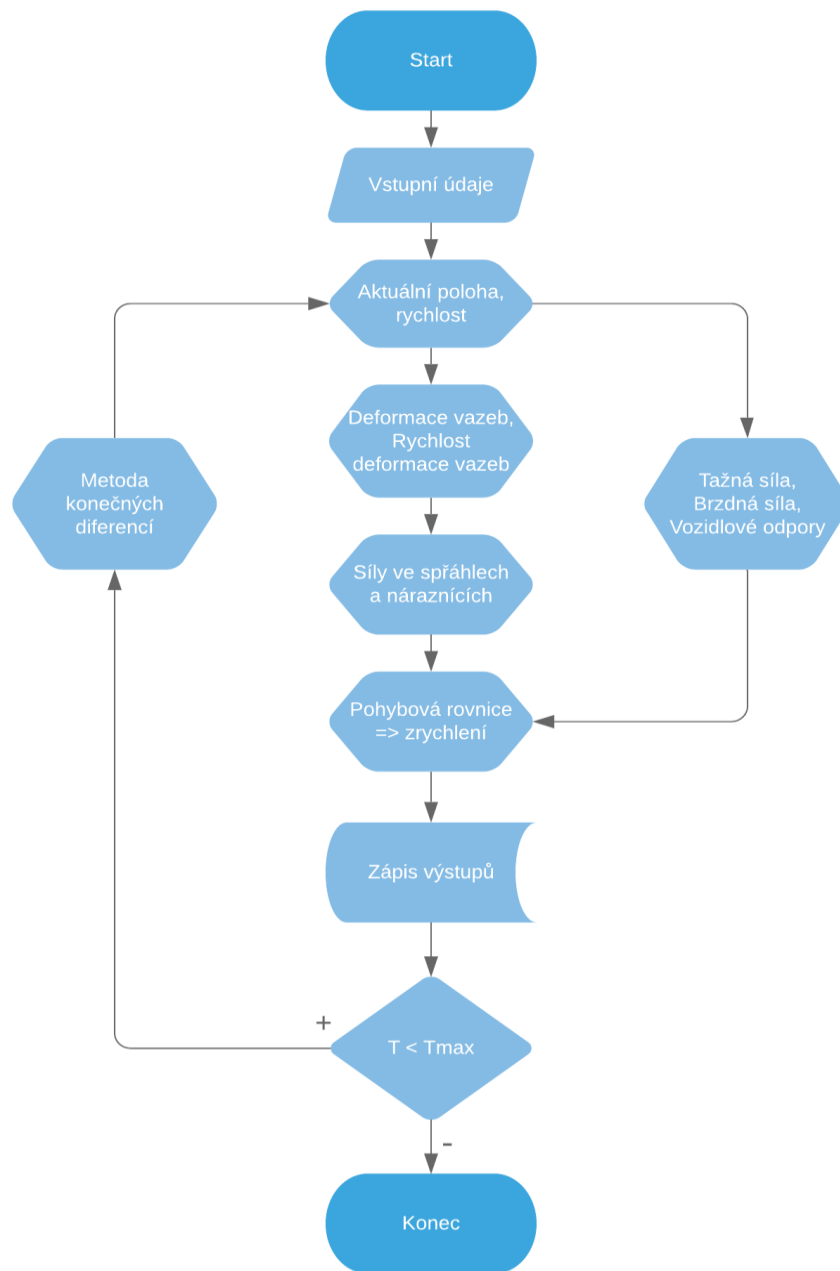 Start
Vstupní údaje
Aktuální poloha,
rychlost
Deformace vazeb,
Rychlost
deformace vazeb
Metoda
konečných
diferencí
Tažná síla,
Brzdná síla,
Vozidlové odpory
Síly ve spřáhlech
a náraznících
Pohybová rovnice
=> zrychlení
Zápis výstupů
+
T < Tmax
-
Konec